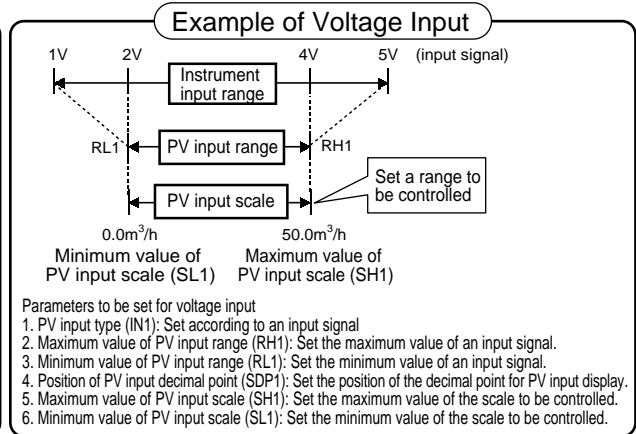 Example of Voltage Input
1V 2V 4V 5V (input signal)
Instrument
input range
RL1 PV input range RH1
PV input scale
Set a range to
be controlled
0.0m³/h 50.0m³/h
Minimum value of Maximum value of
PV input scale (SL1) PV input scale (SH1)
Parameters to be set for voltage input
1. PV input type (IN1): Set according to an input signal
2. Maximum value of PV input range (RH1): Set the maximum value of an input signal.
3. Minimum value of PV input range (RL1): Set the minimum value of an input signal.
4. Position of PV input decimal point (SDP1): Set the position of the decimal point for PV input display.
5. Maximum value of PV input scale (SH1): Set the maximum value of the scale to be controlled.
6. Minimum value of PV input scale (SL1): Set the minimum value of the scale to be controlled.